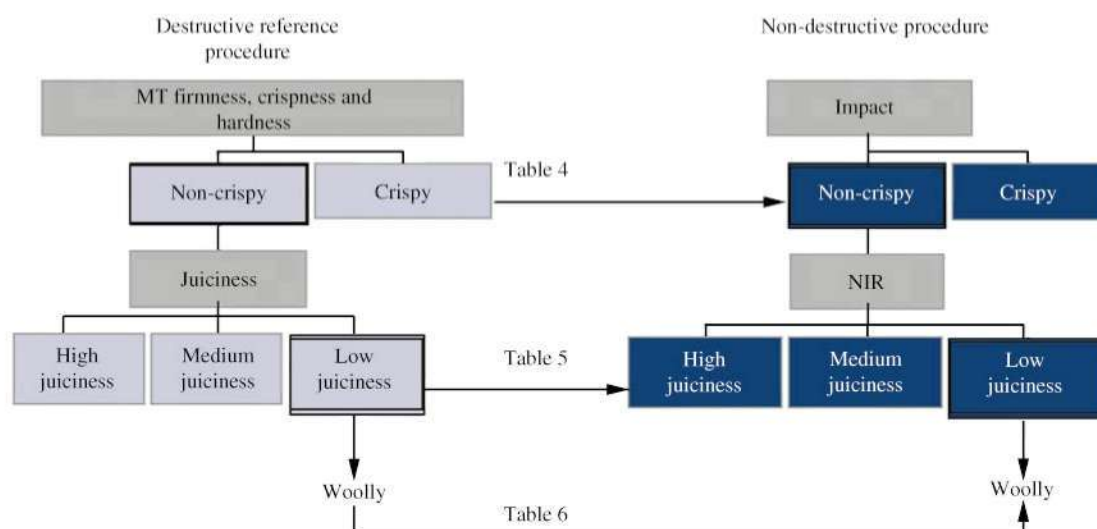 Destructive reference
procedure
Non-destructive procedure
MT firmness, crispness and
hardness
Impact
Table 4
Non-crispy
Crispy
Non-crispy
Crispy
Juiciness
NIR
High
juiciness
Medium
juiciness
Low
juiciness
Table 5
High
juiciness
Medium
juiciness
Low
juiciness
Woolly
Woolly
Table 6